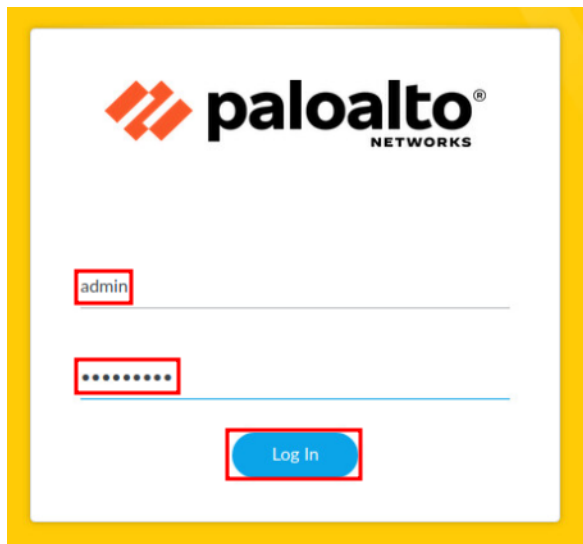 paloalto®
NETWORKS
admin
•••••••••
Log In